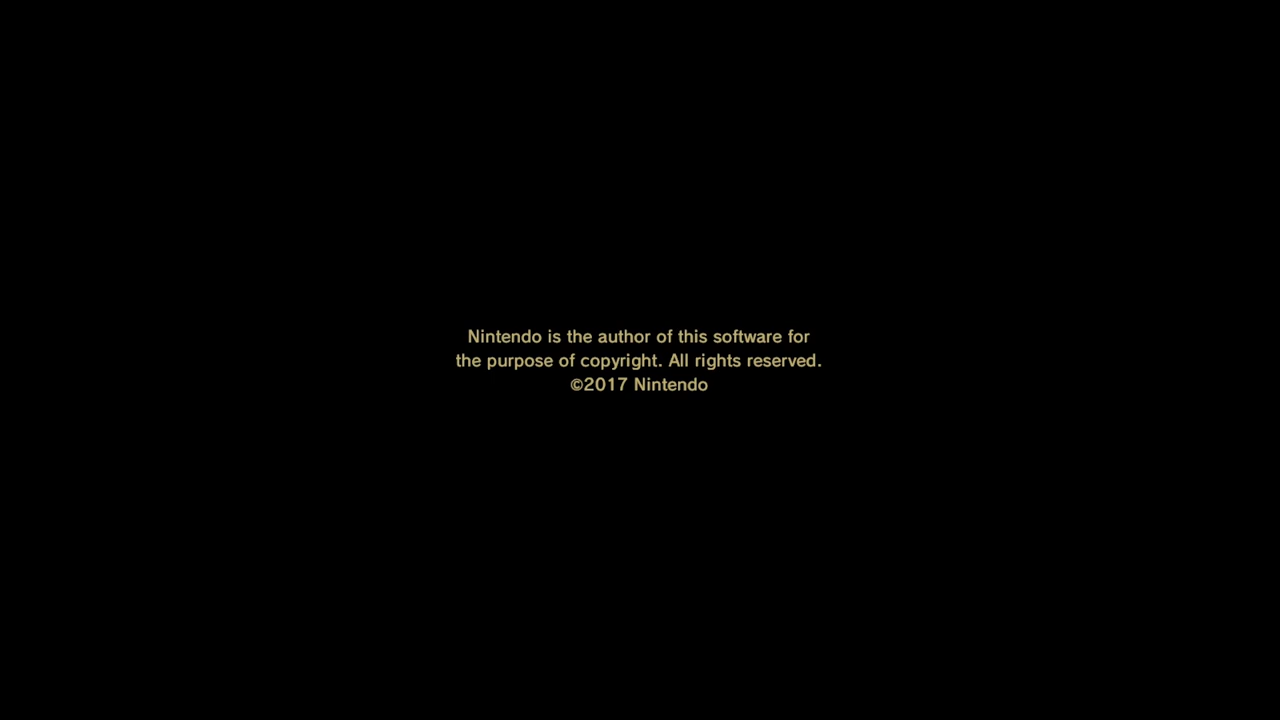 Nintendo is the author of this software for
the purpose of copyright. All rights reserved.
©2017 Nintendo